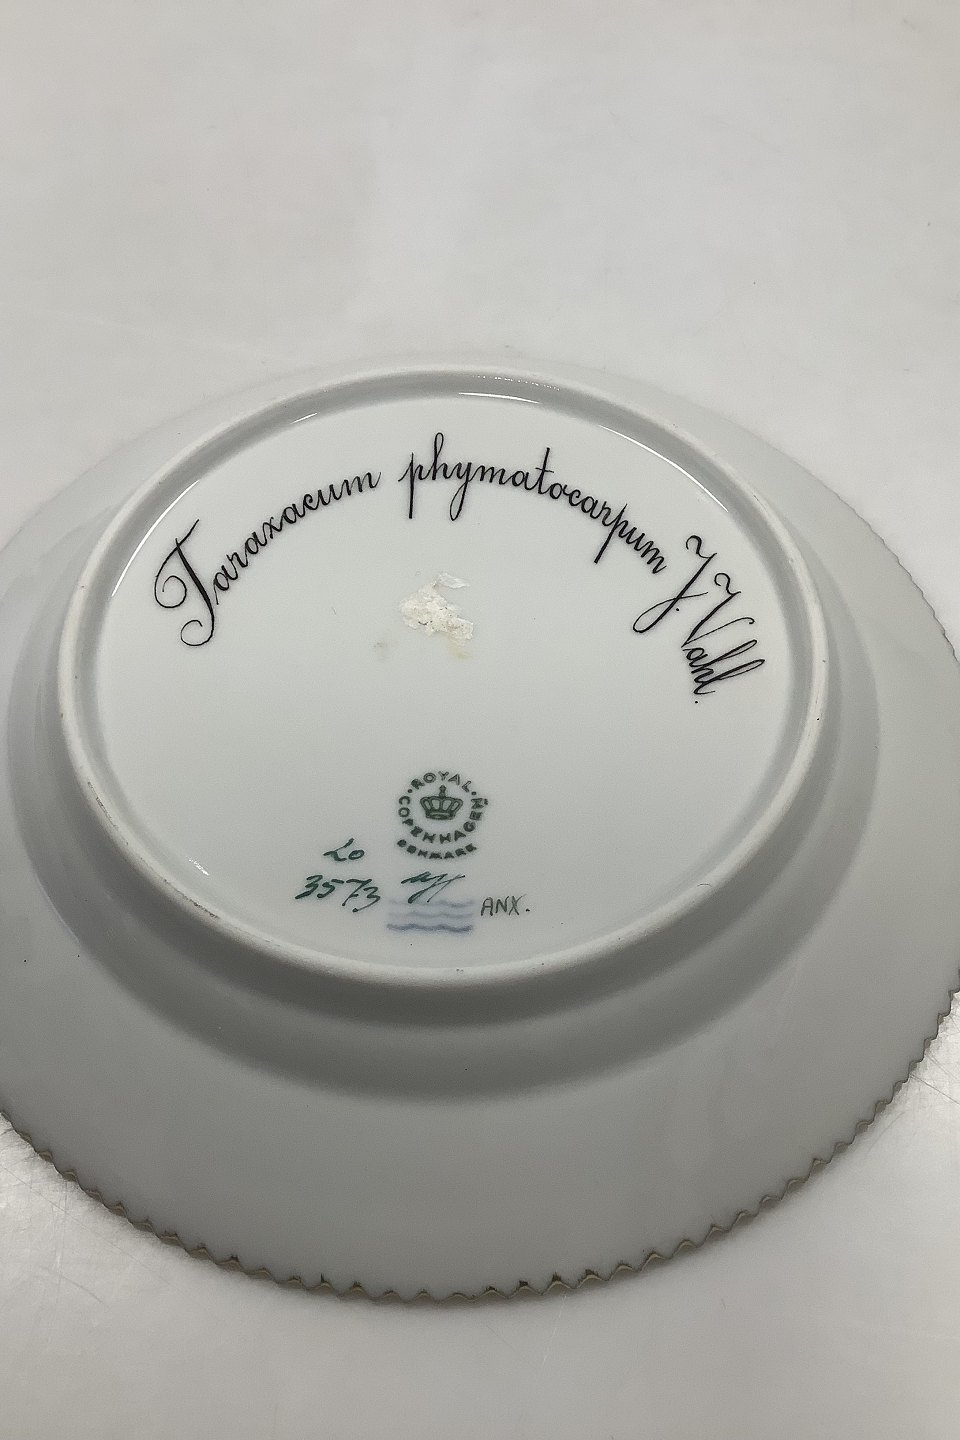 Taraxacum phymatocarpum J. Vahl.
ROYAL COPENHAGEN
DENMARK
20
3573
ANX.